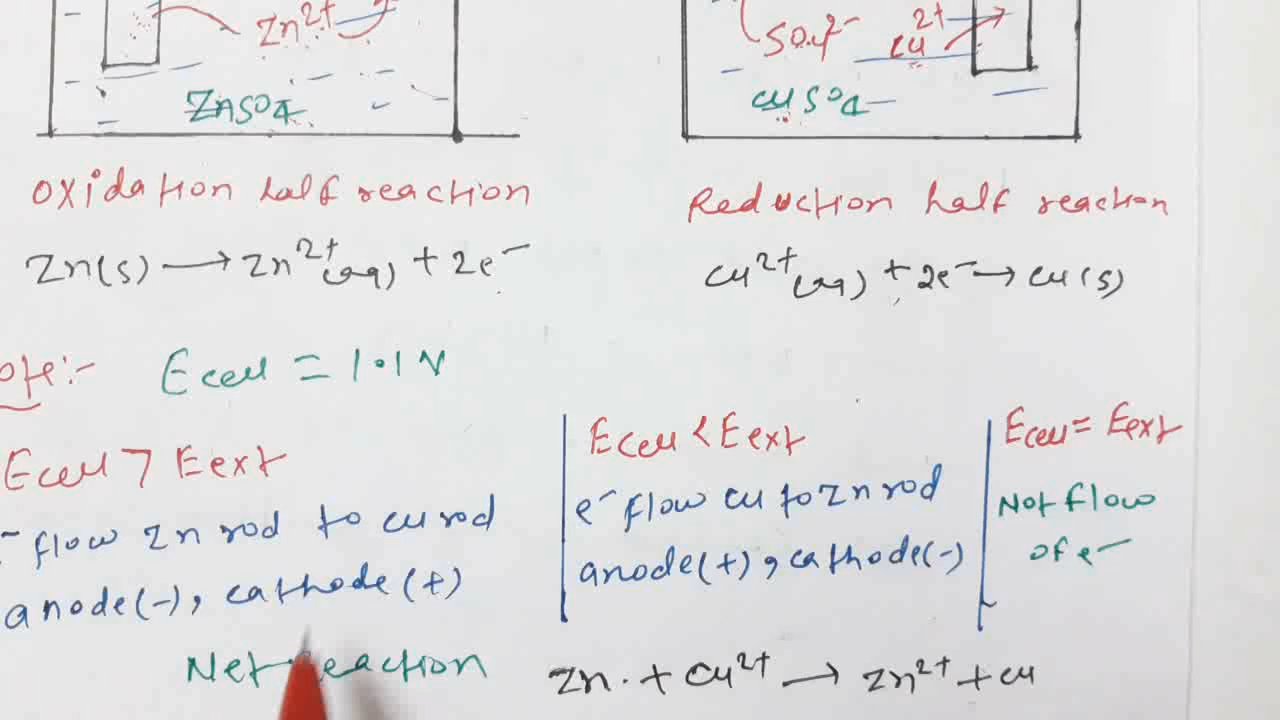 Zn²⁺
ZnSO4
SO4²⁻
Cu²⁺
CuSO4
Oxidation half reaction
Zn(s) → Zn²⁺(aq) + 2e⁻
Reduction half reaction
Cu²⁺(aq) + 2e⁻ → Cu(s)
ote:- Ecell = 1.1V
Ecell > Eext
⁻ flow Zn rod to Cu rod
anode(-), cathode(+)
Ecell < Eext
e⁻ flow Cu to Zn rod
anode(+), cathode(-)
Ecell = Eext
Not flow
of e⁻
Net reaction Zn + Cu²⁺ → Zn²⁺ + Cu